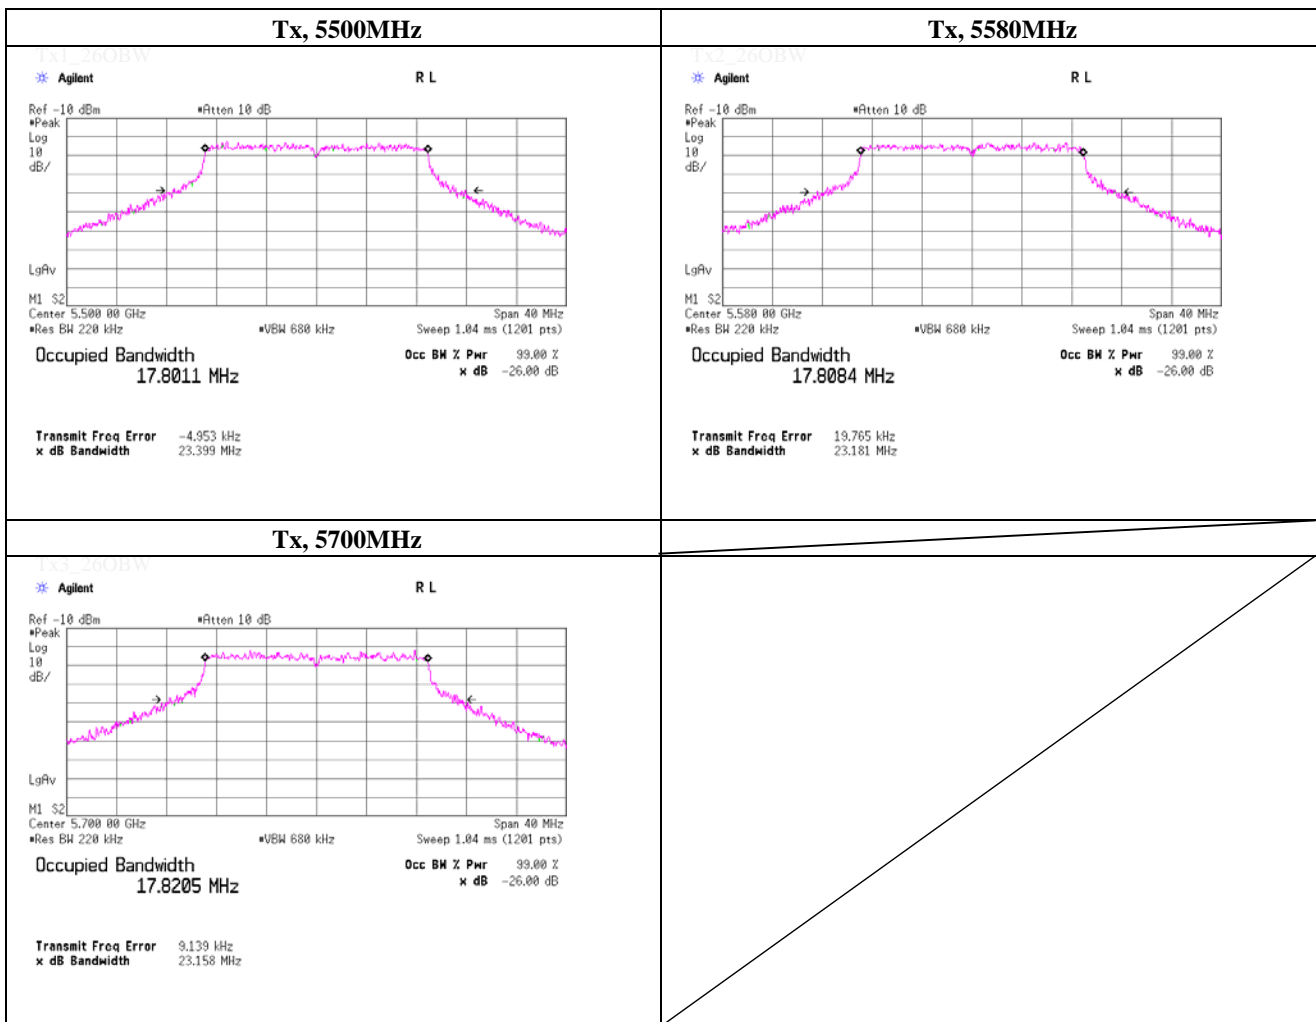 Tx, 5500MHz
Tx1_26OBW
Agilent R L
Ref -10 dBm #Atten 10 dB
#Peak
Log
10
dB/
LgAv
M1 S2
Center 5.500 00 GHz Span 40 MHz
#Res BW 220 kHz #VBW 680 kHz Sweep 1.04 ms (1201 pts)
Occupied Bandwidth Occ BW % Pwr 99.00 %
17.8011 MHz x dB -26.00 dB
Transmit Freq Error -4.953 kHz
x dB Bandwidth 23.399 MHz
Tx, 5580MHz
Tx2_26OBW
Agilent R L
Ref -10 dBm #Atten 10 dB
#Peak
Log
10
dB/
LgAv
M1 S2
Center 5.580 00 GHz Span 40 MHz
#Res BW 220 kHz #VBW 680 kHz Sweep 1.04 ms (1201 pts)
Occupied Bandwidth Occ BW % Pwr 99.00 %
17.8084 MHz x dB -26.00 dB
Transmit Freq Error 19.765 kHz
x dB Bandwidth 23.181 MHz
Tx, 5700MHz
Tx3_26OBW
Agilent R L
Ref -10 dBm #Atten 10 dB
#Peak
Log
10
dB/
LgAv
M1 S2
Center 5.700 00 GHz Span 40 MHz
#Res BW 220 kHz #VBW 680 kHz Sweep 1.04 ms (1201 pts)
Occupied Bandwidth Occ BW % Pwr 99.00 %
17.8205 MHz x dB -26.00 dB
Transmit Freq Error 9.139 kHz
x dB Bandwidth 23.158 MHz